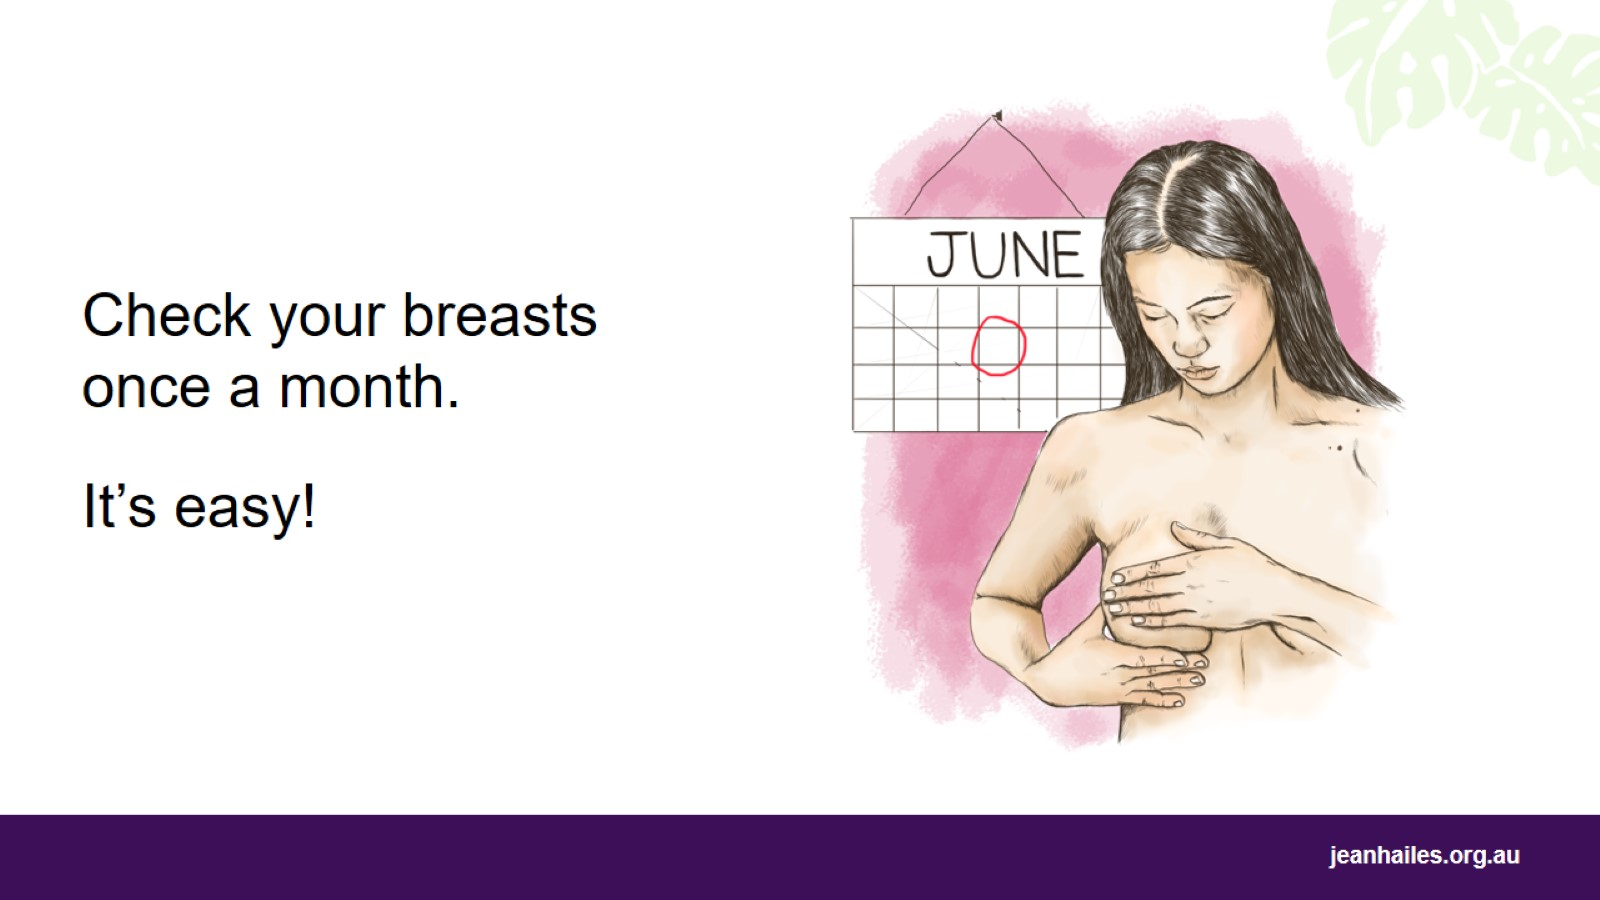 Check your breasts
once a month.
It’s easy!
JUNE
jeanhailes.org.au